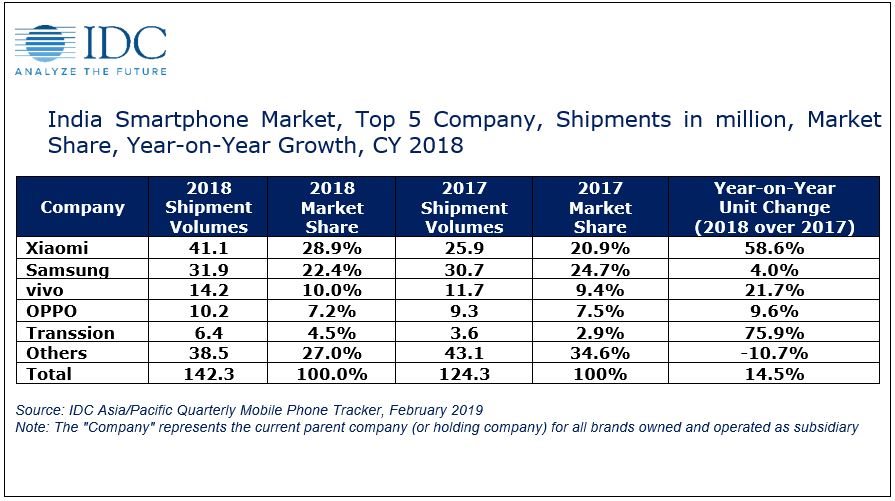 IDC
ANALYZE THE FUTURE
India Smartphone Market, Top 5 Company, Shipments in million, Market
Share, Year-on-Year Growth, CY 2018
Company 2018 Shipment Volumes 2018 Market Share 2017 Shipment Volumes 2017 Market Share Year-on-Year Unit Change (2018 over 2017)
Xiaomi 41.1 28.9% 25.9 20.9% 58.6%
Samsung 31.9 22.4% 30.7 24.7% 4.0%
vivo 14.2 10.0% 11.7 9.4% 21.7%
OPPO 10.2 7.2% 9.3 7.5% 9.6%
Transsion 6.4 4.5% 3.6 2.9% 75.9%
Others 38.5 27.0% 43.1 34.6% -10.7%
Total 142.3 100.0% 124.3 100% 14.5%
Source: IDC Asia/Pacific Quarterly Mobile Phone Tracker, February 2019
Note: The "Company" represents the current parent company (or holding company) for all brands owned and operated as subsidiary